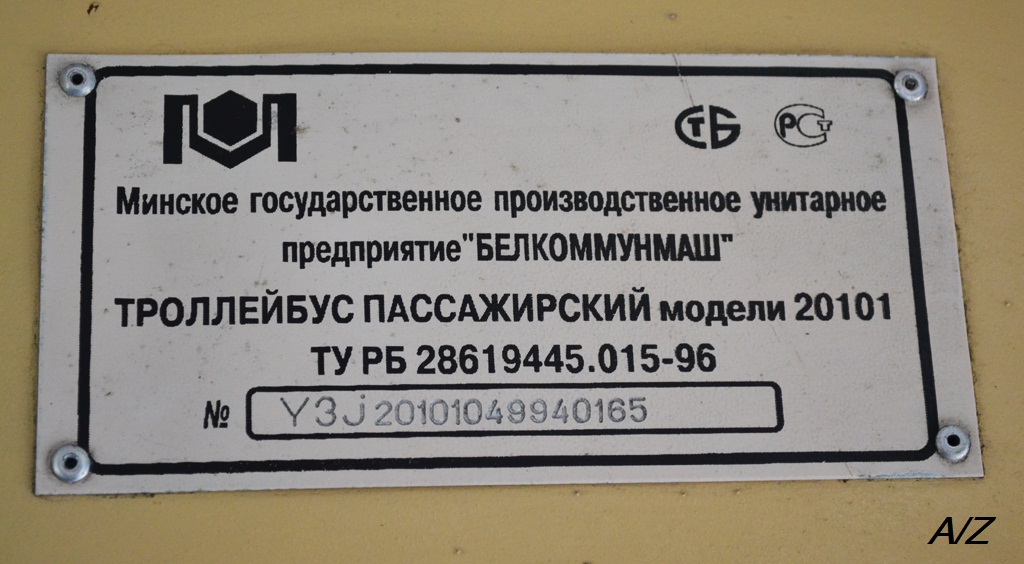 СТБ РСТ
Минское государственное производственное унитарное
предприятие "БЕЛКОММУНМАШ"
ТРОЛЛЕЙБУС ПАССАЖИРСКИЙ модели 20101
ТУ РБ 28619445.015-96
№ Y3J20101049940165
A/Z